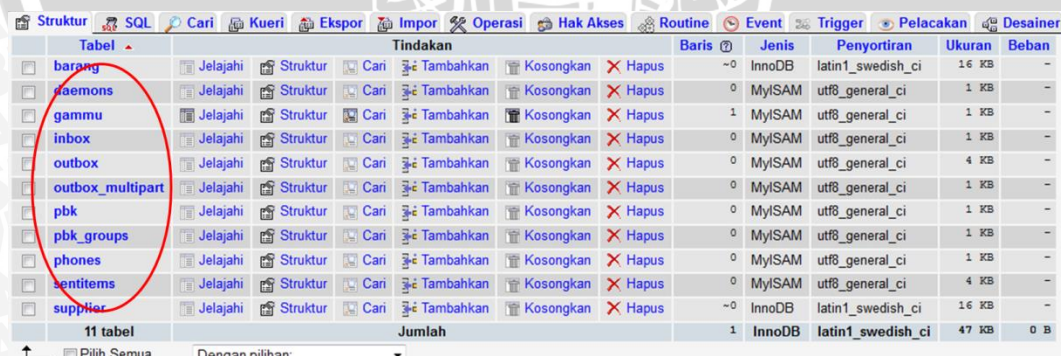 Struktur SQL Cari Kueri Ekspor Impor Operasi Hak Akses Routine Event Trigger Pelacakan Desainer
Tabel Tindakan Baris Jenis Penyortiran Ukuran Beban
barang Jelajahi Struktur Cari Tambahkan Kosongkan Hapus ~0 InnoDB latin1_swedish_ci 16 KB -
daemons Jelajahi Struktur Cari Tambahkan Kosongkan Hapus 0 MyISAM utf8_general_ci 1 KB -
gammu Jelajahi Struktur Cari Tambahkan Kosongkan Hapus 1 MyISAM utf8_general_ci 1 KB -
inbox Jelajahi Struktur Cari Tambahkan Kosongkan Hapus 0 MyISAM utf8_general_ci 1 KB -
outbox Jelajahi Struktur Cari Tambahkan Kosongkan Hapus 0 MyISAM utf8_general_ci 4 KB -
outbox_multipart Jelajahi Struktur Cari Tambahkan Kosongkan Hapus 0 MyISAM utf8_general_ci 1 KB -
pbk Jelajahi Struktur Cari Tambahkan Kosongkan Hapus 0 MyISAM utf8_general_ci 1 KB -
pbk_groups Jelajahi Struktur Cari Tambahkan Kosongkan Hapus 0 MyISAM utf8_general_ci 1 KB -
phones Jelajahi Struktur Cari Tambahkan Kosongkan Hapus 0 MyISAM utf8_general_ci 1 KB -
sentitems Jelajahi Struktur Cari Tambahkan Kosongkan Hapus 0 MyISAM utf8_general_ci 4 KB -
supplier Jelajahi Struktur Cari Tambahkan Kosongkan Hapus ~0 InnoDB latin1_swedish_ci 16 KB -
11 tabel Jumlah 1 InnoDB latin1_swedish_ci 47 KB 0 B
Pilih Semua Dengan pilihan: